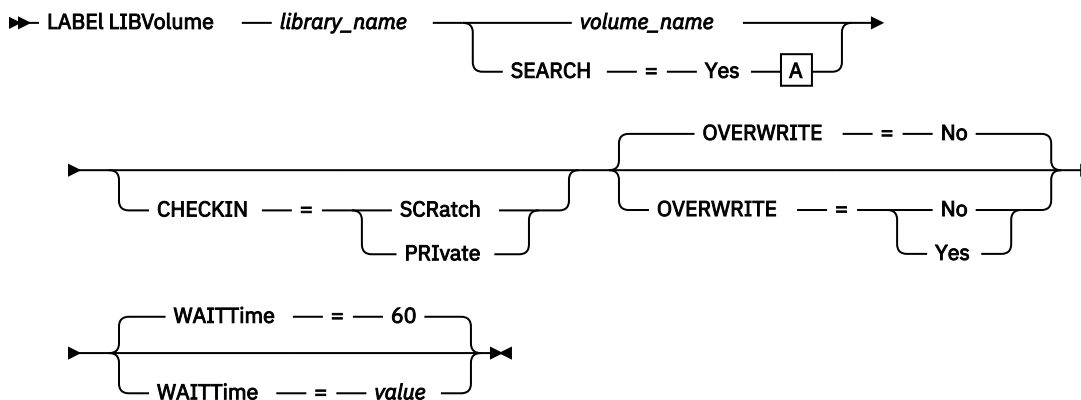 LABEl LIBVolume library_name volume_name
SEARCH = Yes A
OVERWRITE = No
CHECKIN = SCRatch OVERWRITE = No
PRIvate Yes
WAITTime = 60
WAITTime = value